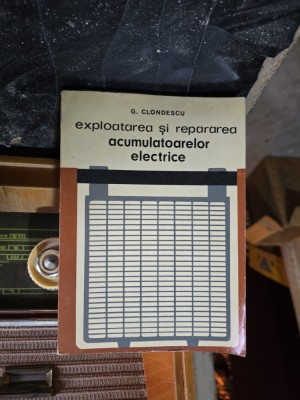 G. CLONDESCU
exploatarea și repararea
acumulatoarelor
electrice